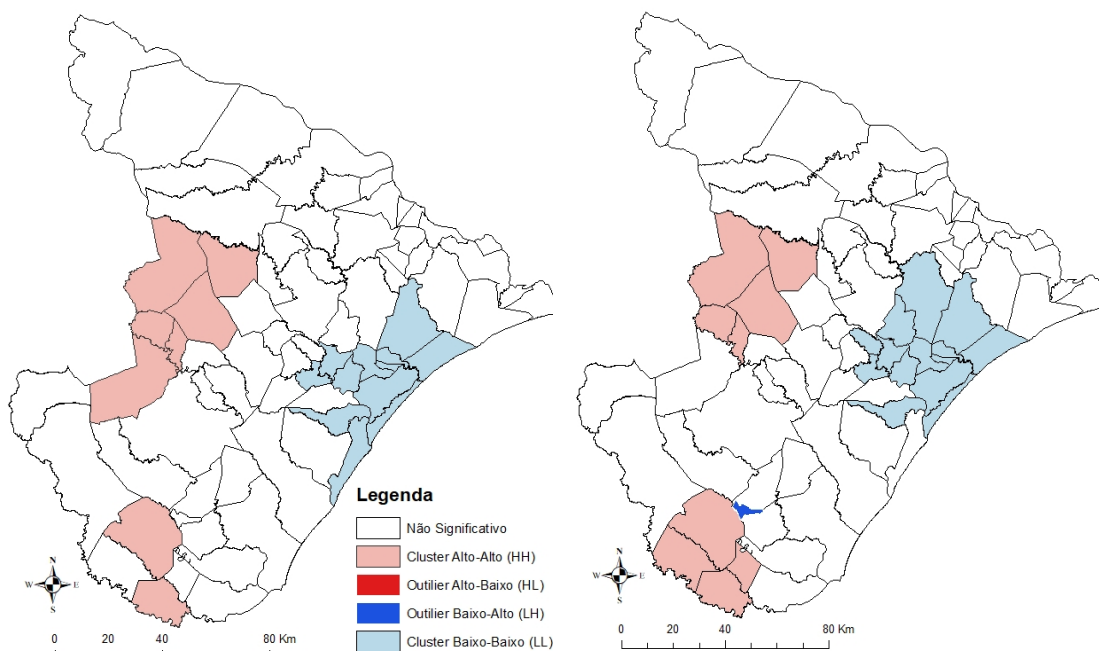 Legenda
Não Significativo
Cluster Alto-Alto (HH)
Outilier Alto-Baixo (HL)
Outilier Baixo-Alto (LH)
Cluster Baixo-Baixo (LL)
N
W E
S
0 20 40 80 Km
N
W E
S
0 20 40 80 Km